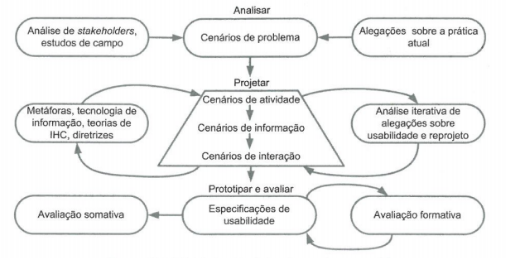 Analisar
Análise de stakeholders,
estudos de campo
Cenários de problema
Alegações sobre a prática
atual
Projetar
Metáforas, tecnologia de
informação, teorias de
IHC, diretrizes
Cenários de atividade
Cenários de informação
Cenários de interação
Análise iterativa de
alegações sobre
usabilidade e reprojeto
Prototipar e avaliar
Avaliação somativa
Especificações de
usabilidade
Avaliação formativa